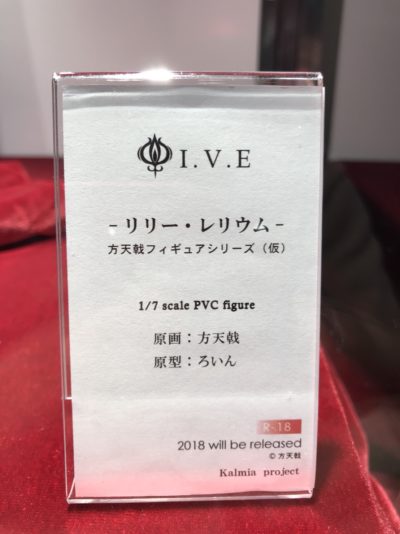 I.V.E
-リリー・レリウム-
方天戟フィギュアシリーズ（仮）
1/7 scale PVC figure
原画：方天戟
原型：ろいん
R-18
2018 will be released
© 方天戟
Kalmia project